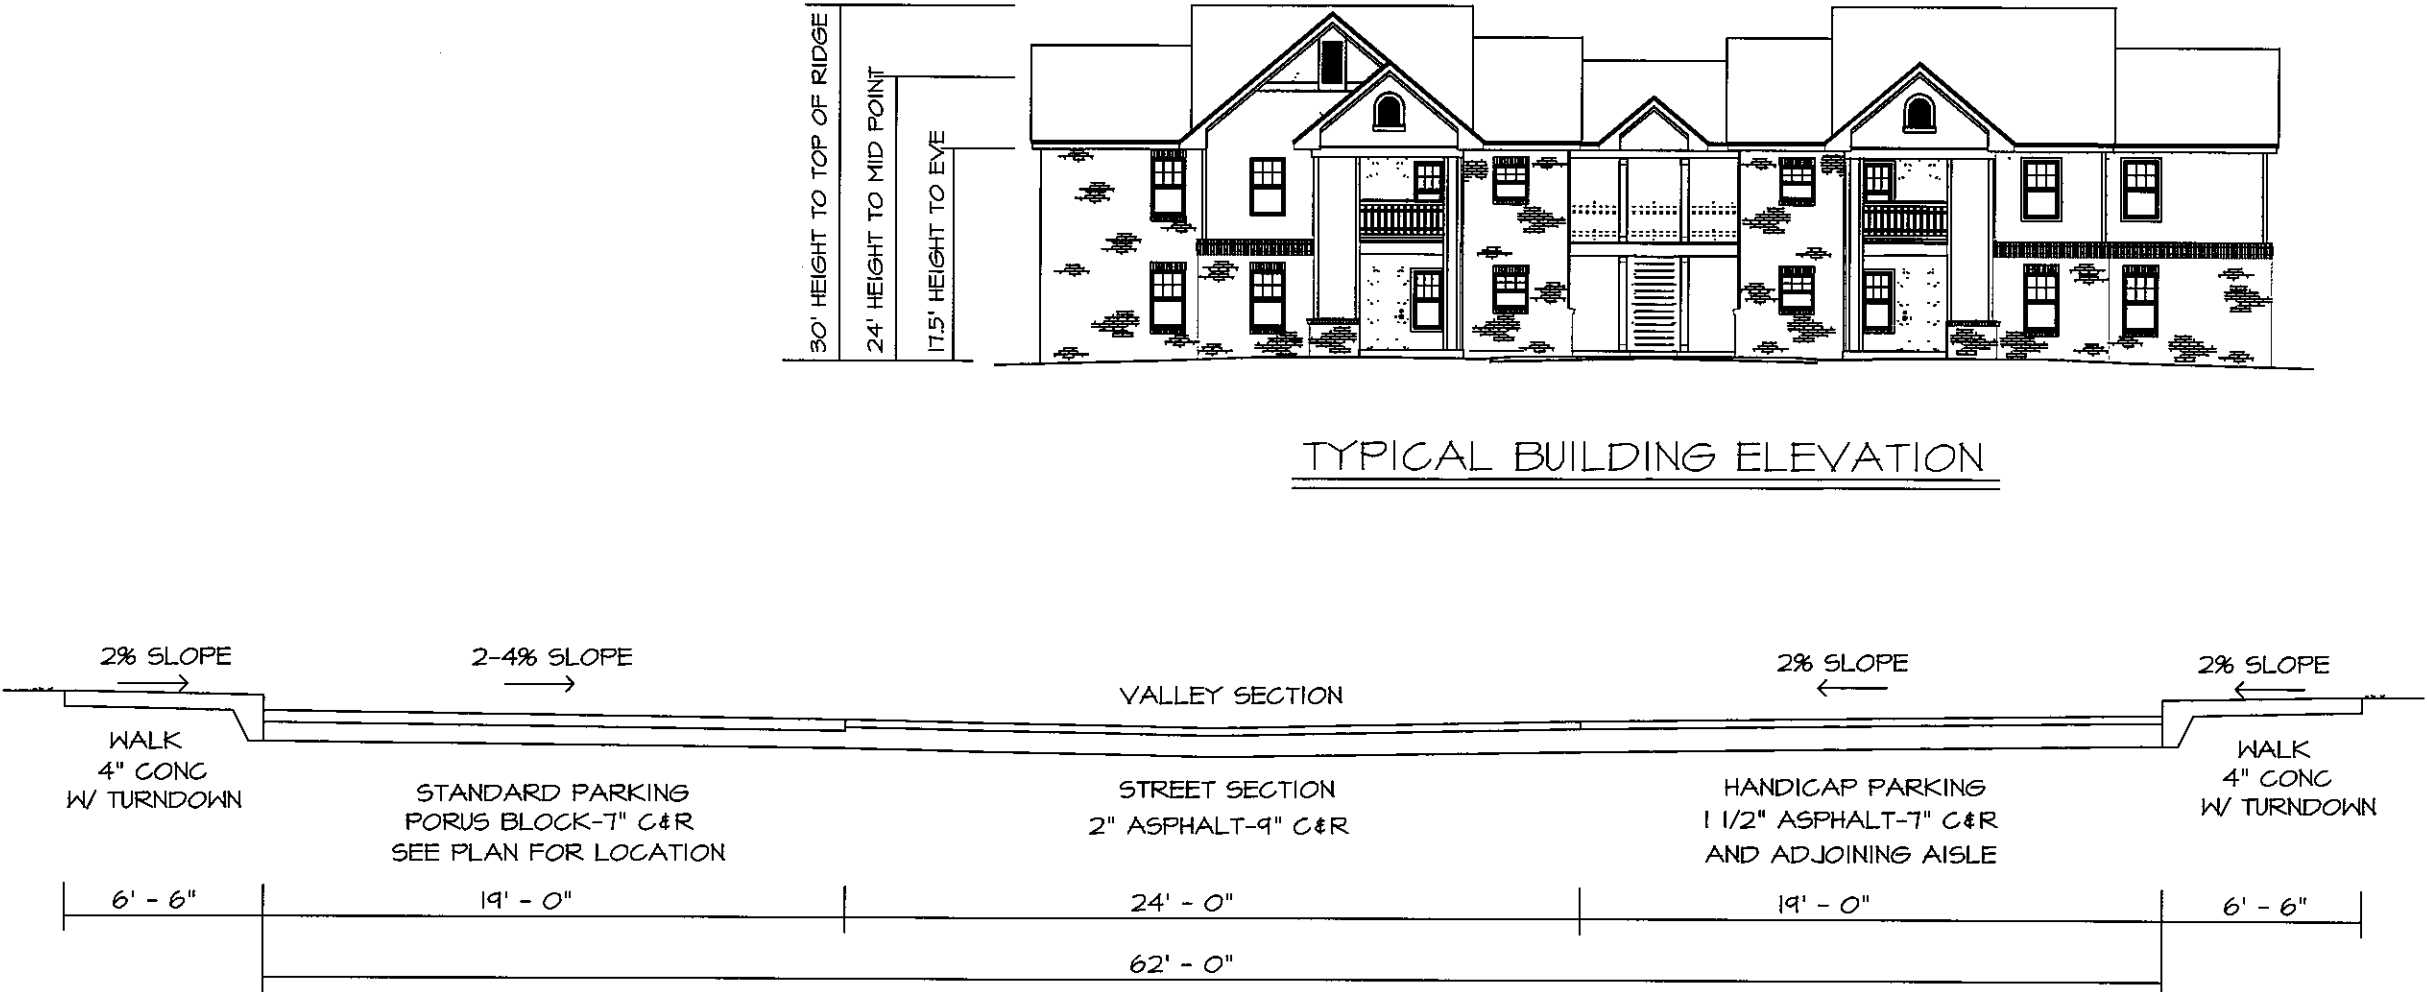 30' HEIGHT TO TOP OF RIDGE
24' HEIGHT TO MID POINT
17.5' HEIGHT TO EVE
TYPICAL BUILDING ELEVATION
2% SLOPE
2-4% SLOPE
VALLEY SECTION
2% SLOPE
2% SLOPE
WALK
4" CONC
W/ TURNDOWN
STANDARD PARKING
PORUS BLOCK-7" C&R
SEE PLAN FOR LOCATION
STREET SECTION
2" ASPHALT-9" C&R
HANDICAP PARKING
1 1/2" ASPHALT-7" C&R
AND ADJOINING AISLE
WALK
4" CONC
W/ TURNDOWN
6' - 6"
19' - 0"
24' - 0"
19' - 0"
6' - 6"
62' - 0"